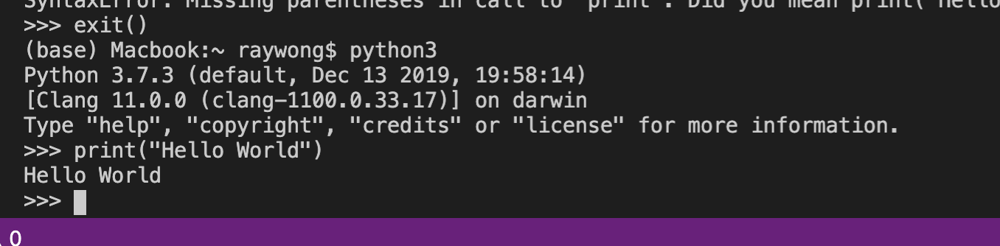 SyntaxError: Missing parentheses in call to 'print'. Did you mean print("Hello
>>> exit()
(base) Macbook:~ raywong$ python3
Python 3.7.3 (default, Dec 13 2019, 19:58:14)
[Clang 11.0.0 (clang-1100.0.33.17)] on darwin
Type "help", "copyright", "credits" or "license" for more information.
>>> print("Hello World")
Hello World
>>>
0